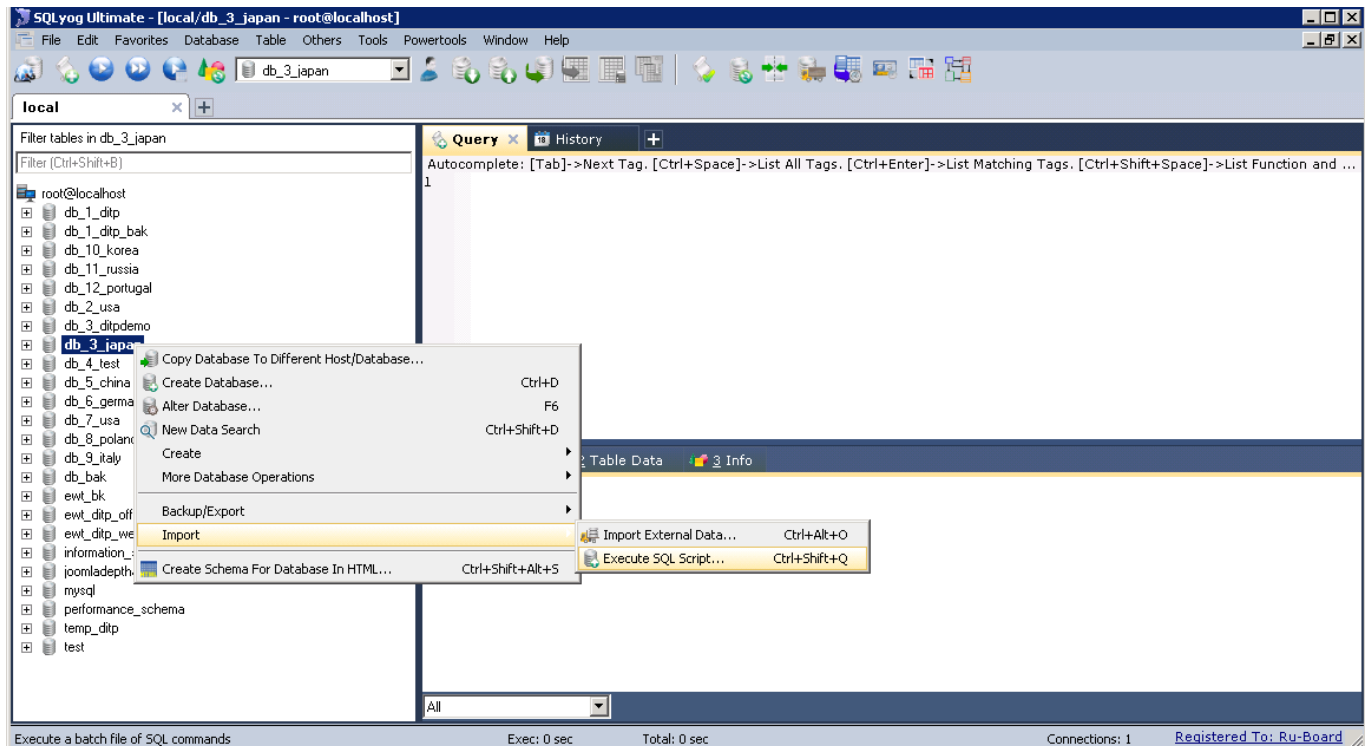 SQLyog Ultimate - [local/db_3_japan - root@localhost]
File Edit Favorites Database Table Others Tools Powertools Window Help
db_3_japan
local
Filter tables in db_3_japan
Filter (Ctrl+Shift+B)
root@localhost
db_1_ditp
db_1_ditp_bak
db_10_korea
db_11_russia
db_12_portugal
db_2_usa
db_3_ditpdemo
db_3_japan
db_4_test
db_5_china
db_6_germa
db_7_usa
db_8_polan
db_9_italy
db_bak
ewt_bk
ewt_ditp_off
ewt_ditp_we
information_
joomladepth
mysql
performance_schema
temp_ditp
test
Query History
Autocomplete: [Tab]->Next Tag. [Ctrl+Space]->List All Tags. [Ctrl+Enter]->List Matching Tags. [Ctrl+Shift+Space]->List Function and ...
1
Copy Database To Different Host/Database...
Create Database... Ctrl+D
Alter Database... F6
New Data Search Ctrl+Shift+D
Create
More Database Operations
Backup/Export
Import
Create Schema For Database In HTML... Ctrl+Shift+Alt+S
Import External Data... Ctrl+Alt+O
Execute SQL Script... Ctrl+Shift+Q
2 Table Data 3 Info
All
Execute a batch file of SQL commands Exec: 0 sec Total: 0 sec Connections: 1 Registered To: Ru-Board